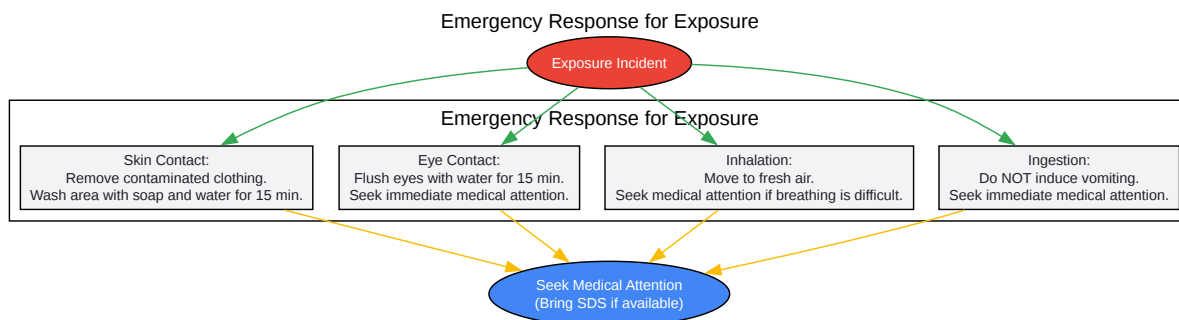 Emergency Response for Exposure
Exposure Incident
Emergency Response for Exposure
Skin Contact:
Remove contaminated clothing.
Wash area with soap and water for 15 min.
Eye Contact:
Flush eyes with water for 15 min.
Seek immediate medical attention.
Inhalation:
Move to fresh air.
Seek medical attention if breathing is difficult.
Ingestion:
Do NOT induce vomiting.
Seek immediate medical attention.
Seek Medical Attention
(Bring SDS if available)